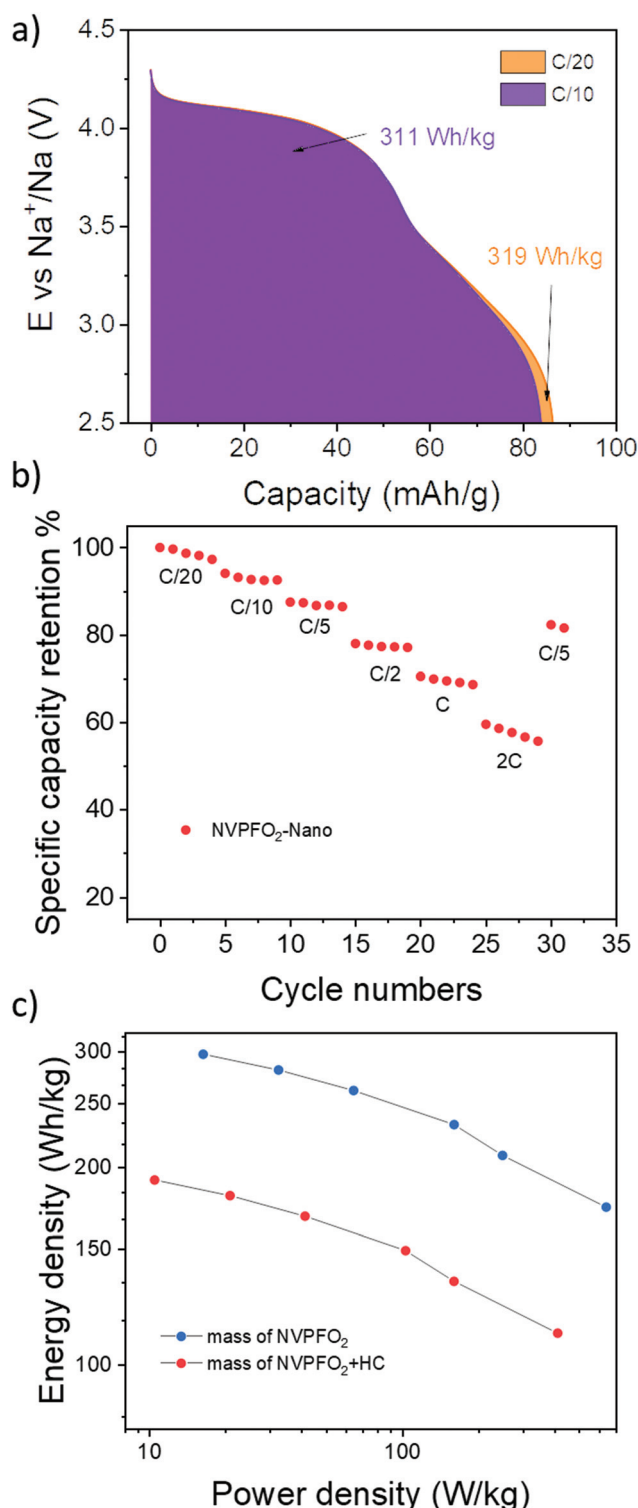 a)
4.5
4.0
3.5
3.0
2.5
E vs Na⁺/Na (V)
C/20
C/10
311 Wh/kg
319 Wh/kg
0 20 40 60 80 100
Capacity (mAh/g)
b)
100
80
60
40
20
Specific capacity retention %
C/20
C/10
C/5
C/2
C
2C
C/5
NVPFO₂-Nano
0 5 10 15 20 25 30 35
Cycle numbers
c)
300
250
200
150
100
Energy density (Wh/kg)
mass of NVPFO₂
mass of NVPFO₂+HC
10 100
Power density (W/kg)